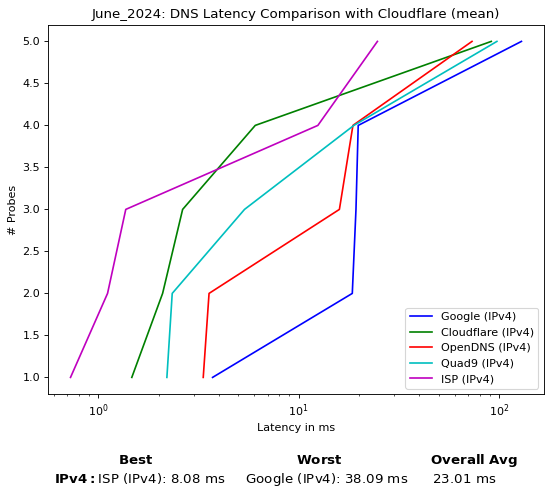 June_2024: DNS Latency Comparison with Cloudflare (mean)
5.0
4.5
4.0
3.5
3.0
2.5
2.0
1.5
1.0
# Probes
Google (IPv4)
Cloudflare (IPv4)
OpenDNS (IPv4)
Quad9 (IPv4)
ISP (IPv4)
10^0 10^1 10^2
Latency in ms
Best Worst Overall Avg
IPv4: ISP (IPv4): 8.08 ms Google (IPv4): 38.09 ms 23.01 ms